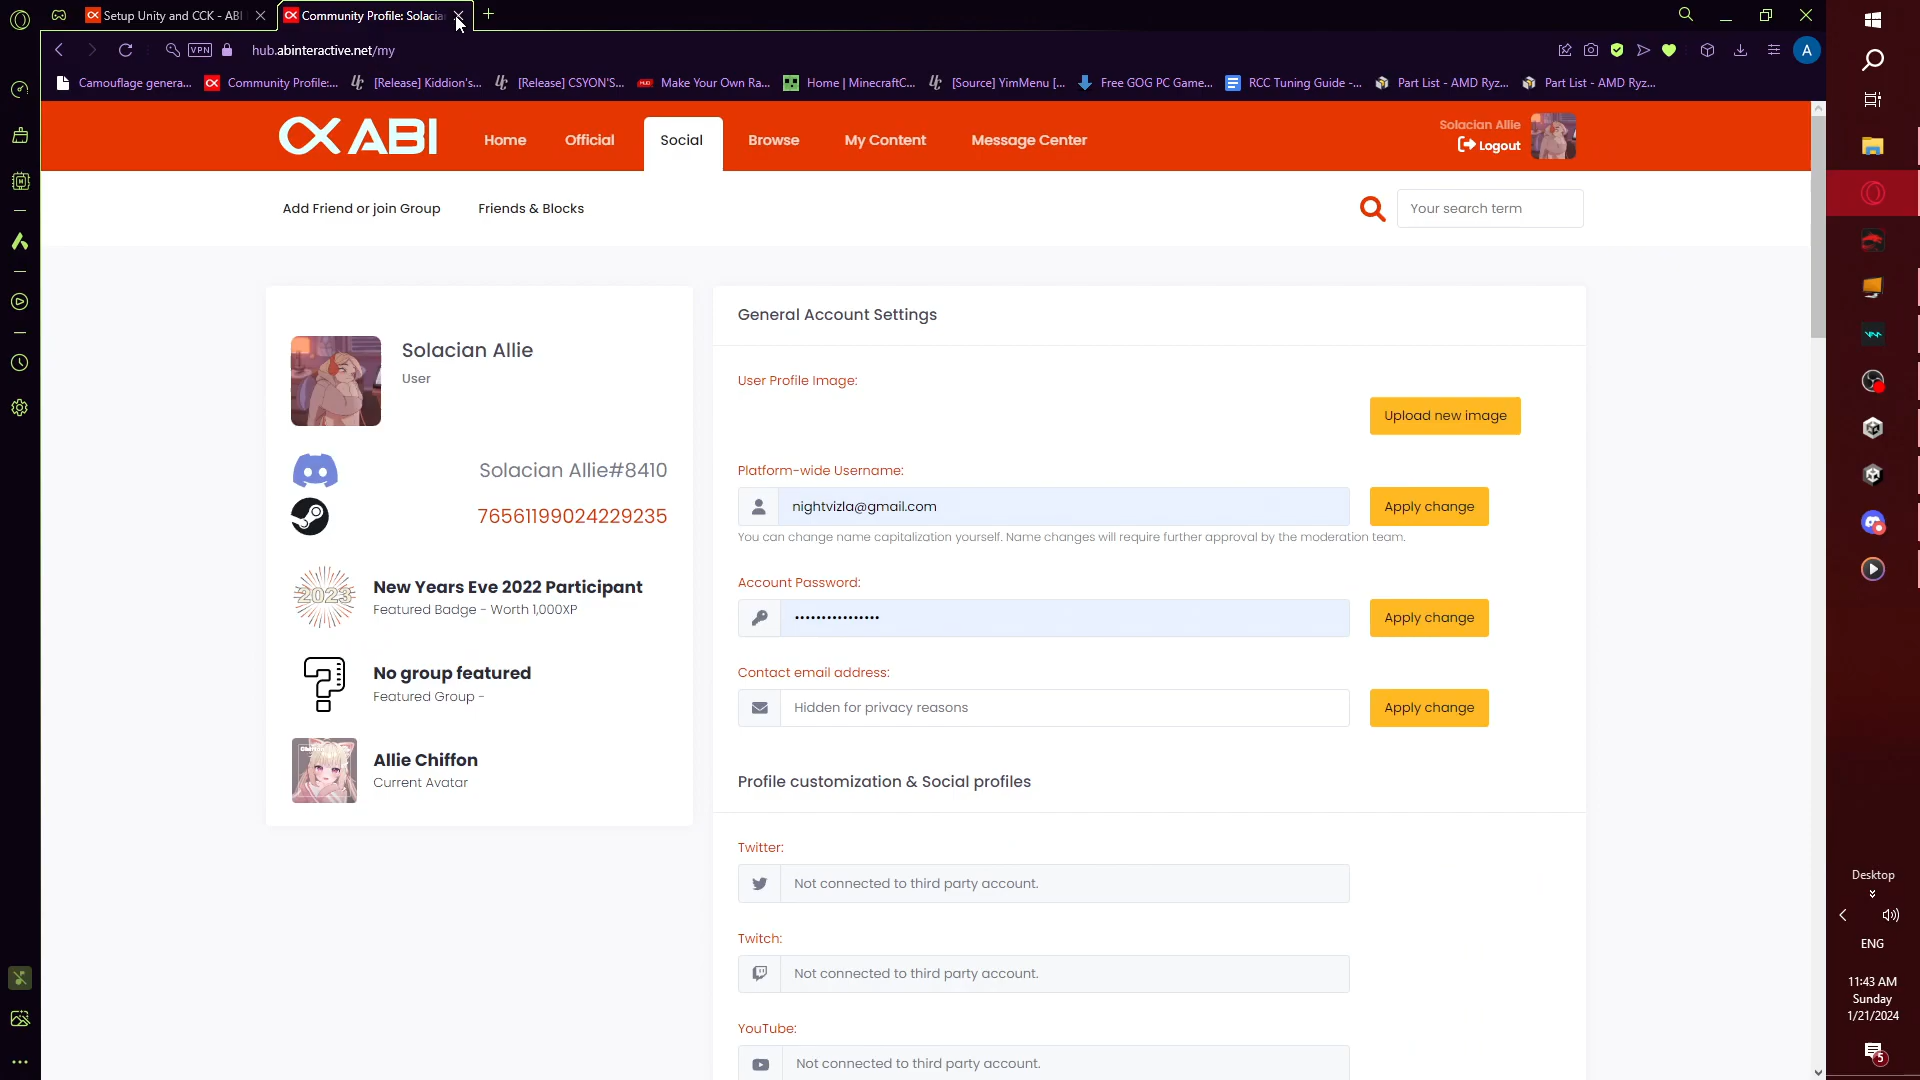 Setup Unity and CCK - ABI
Community Profile: Solacia
VPN
hub.abinteractive.net/my
A
Camouflage genera...
Community Profile:...
[Release] Kiddion's...
[Release] CSYON'S...
Make Your Own Ra...
Home | MinecraftC...
[Source] YimMenu [...
Free GOG PC Game...
RCC Tuning Guide -...
Part List - AMD Ryz...
Part List - AMD Ryz...
ABI
Home
Official
Social
Browse
My Content
Message Center
Solacian Allie
Logout
Add Friend or join Group
Friends & Blocks
Your search term
Solacian Allie
User
Solacian Allie#8410
76561199024229235
2023
New Years Eve 2022 Participant
Featured Badge - Worth 1,000XP
No group featured
Featured Group -
Allie Chiffon
Current Avatar
General Account Settings
User Profile Image:
Upload new image
Platform-wide Username:
nightvizla@gmail.com
Apply change
You can change name capitalization yourself. Name changes will require further approval by the moderation team.
Account Password:
••••••••••••••••
Apply change
Contact email address:
Hidden for privacy reasons
Apply change
Profile customization & Social profiles
Twitter:
Not connected to third party account.
Twitch:
Not connected to third party account.
YouTube:
Not connected to third party account.
Desktop
ENG
11:43 AM
Sunday
1/21/2024
5